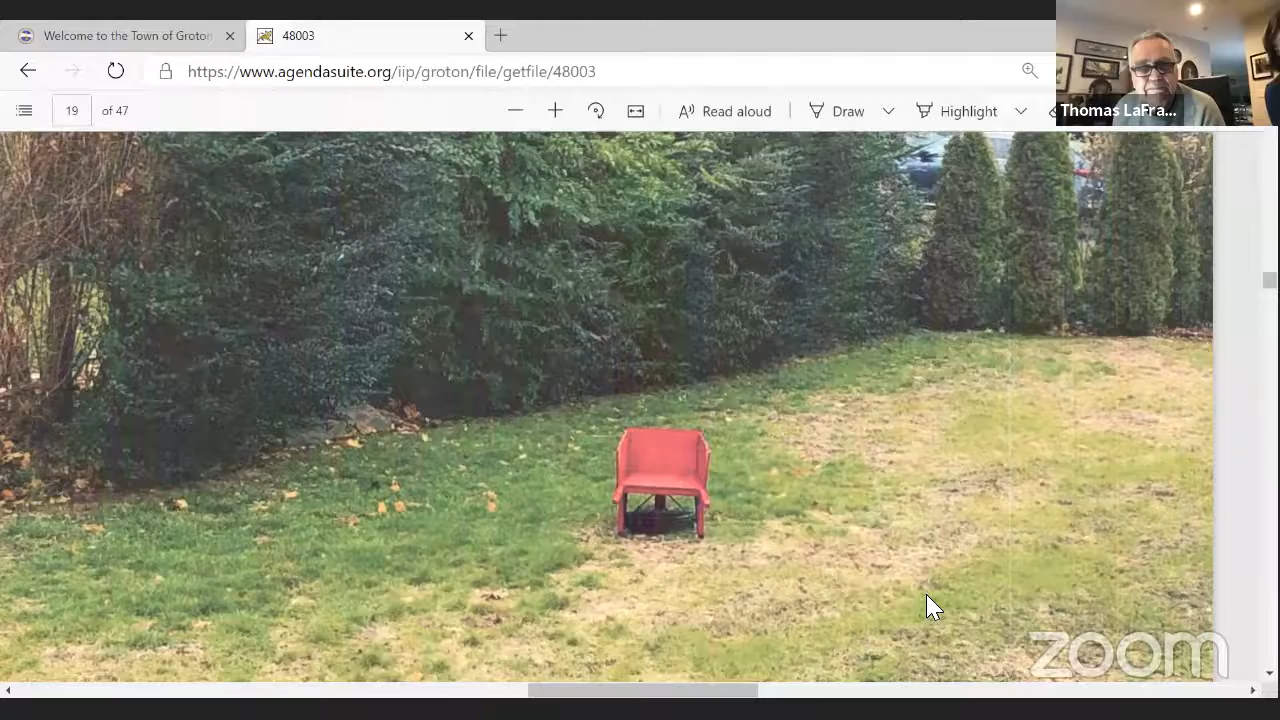 Welcome to the Town of Groton
48003
https://www.agendasuite.org/iip/groton/file/getfile/48003
19 of 47
Read aloud
Draw
Highlight
Thomas LaFra...
zoom